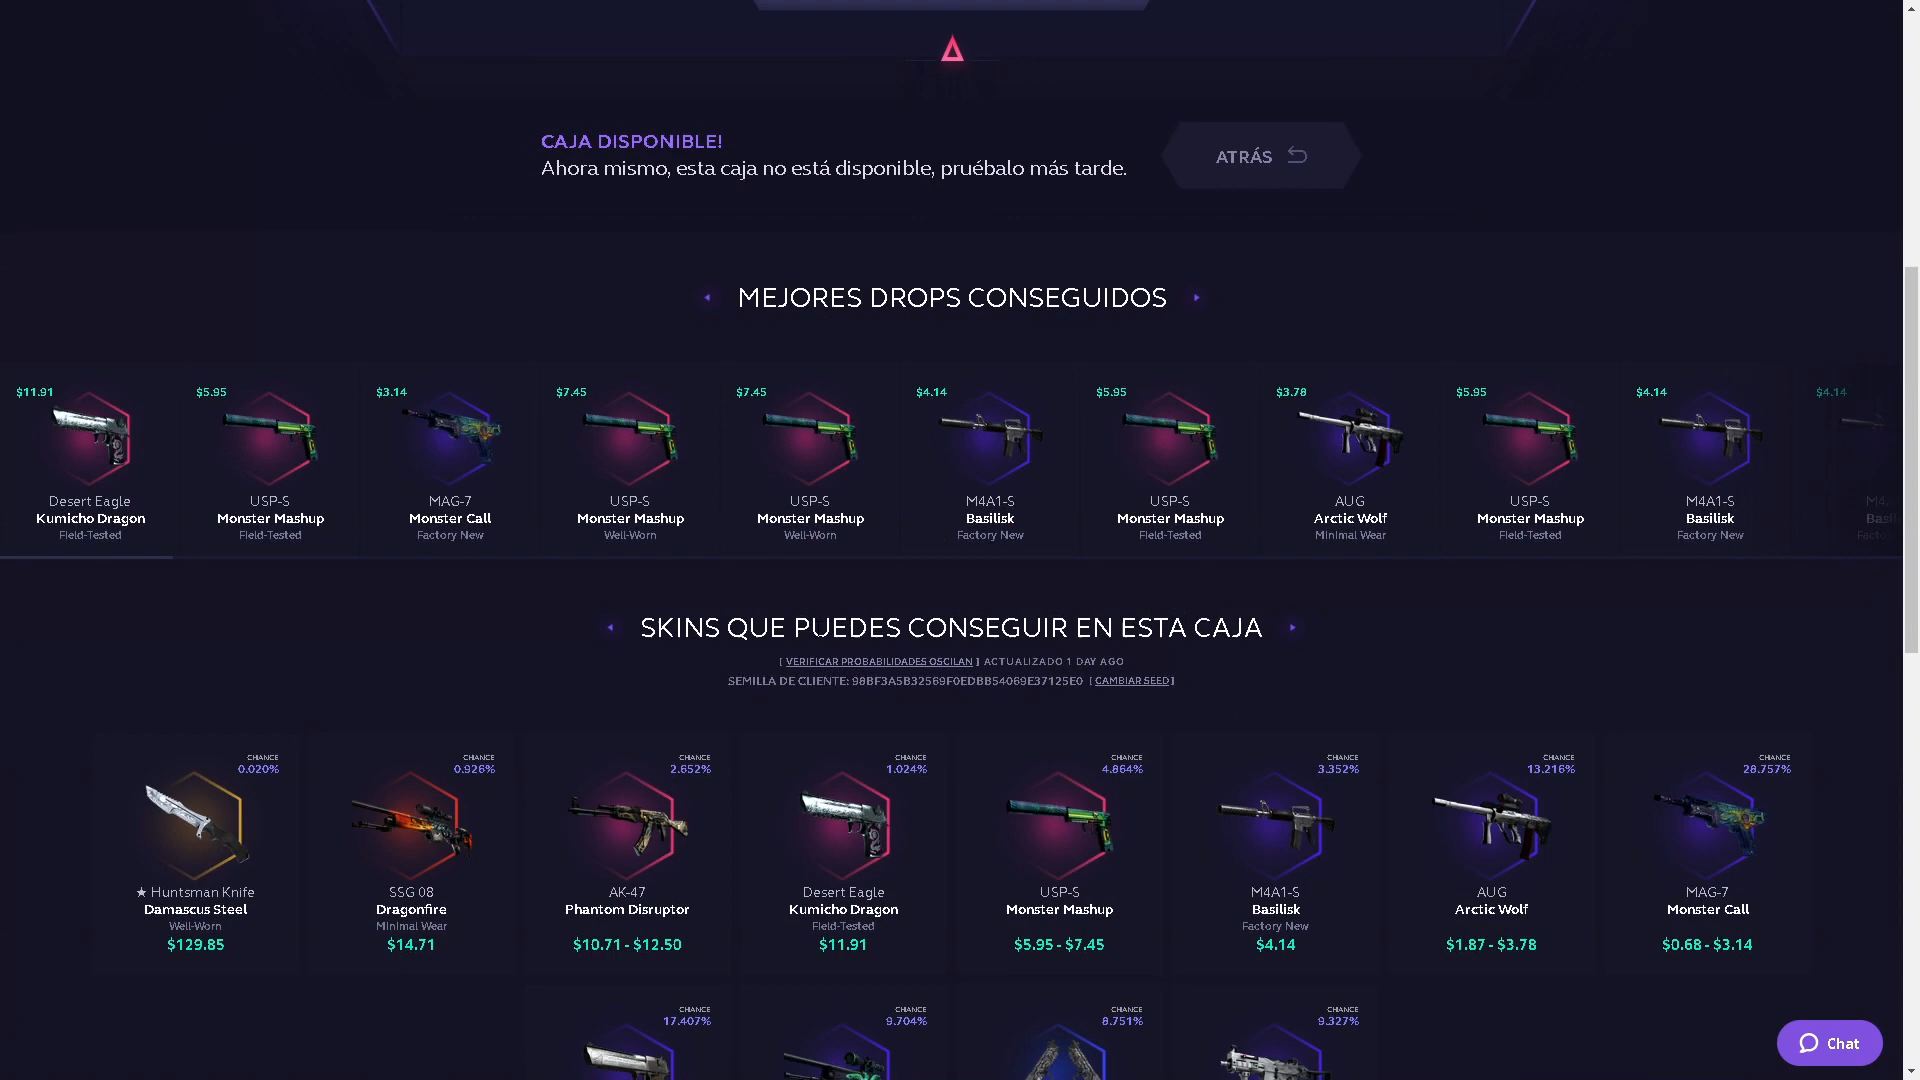 CAJA DISPONIBLE!
Ahora mismo, esta caja no está disponible, pruébalo más tarde.
ATRÁS
MEJORES DROPS CONSEGUIDOS
$11.91
Desert Eagle
Kumicho Dragon
Field-Tested
$5.95
USP-S
Monster Mashup
Field-Tested
$3.14
MAG-7
Monster Call
Factory New
$7.45
USP-S
Monster Mashup
Well-Worn
$7.45
USP-S
Monster Mashup
Well-Worn
$4.14
M4A1-S
Basilisk
Factory New
$5.95
USP-S
Monster Mashup
Field-Tested
$3.78
AUG
Arctic Wolf
Minimal Wear
$5.95
USP-S
Monster Mashup
Field-Tested
$4.14
M4A1-S
Basilisk
Factory New
$4.14
SKINS QUE PUEDES CONSEGUIR EN ESTA CAJA
[ VERIFICAR PROBABILIDADES OSCILAN ] ACTUALIZADO 1 DAY AGO
SEMILLA DE CLIENTE: 98BF3A5B32569F0EDBB54069E37125E0 [ CAMBIAR SEED ]
CHANCE
0.020%
★ Huntsman Knife
Damascus Steel
Well-Worn
$129.85
CHANCE
0.926%
SSG 08
Dragonfire
Minimal Wear
$14.71
CHANCE
2.652%
AK-47
Phantom Disruptor
$10.71 - $12.50
CHANCE
1.024%
Desert Eagle
Kumicho Dragon
Field-Tested
$11.91
CHANCE
4.864%
USP-S
Monster Mashup
$5.95 - $7.45
CHANCE
3.352%
M4A1-S
Basilisk
Factory New
$4.14
CHANCE
13.216%
AUG
Arctic Wolf
$1.87 - $3.78
CHANCE
28.757%
MAG-7
Monster Call
$0.68 - $3.14
CHANCE
17.407%
CHANCE
9.704%
CHANCE
8.751%
CHANCE
9.327%
Chat